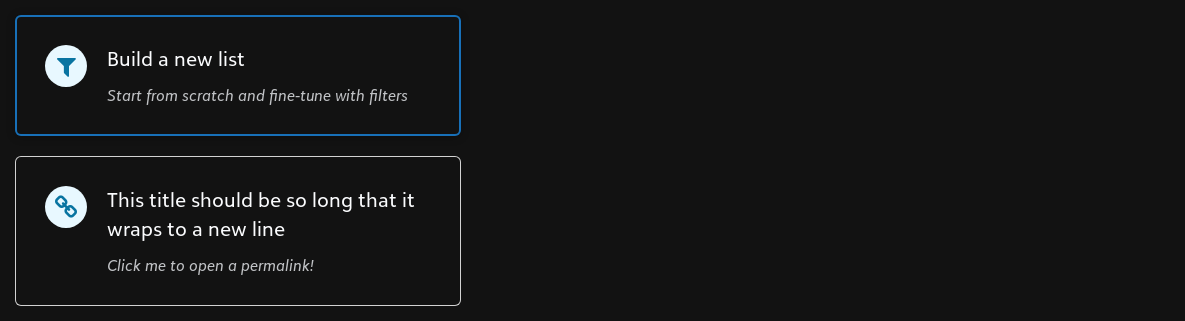 Build a new list
Start from scratch and fine-tune with filters
This title should be so long that it
wraps to a new line
Click me to open a permalink!